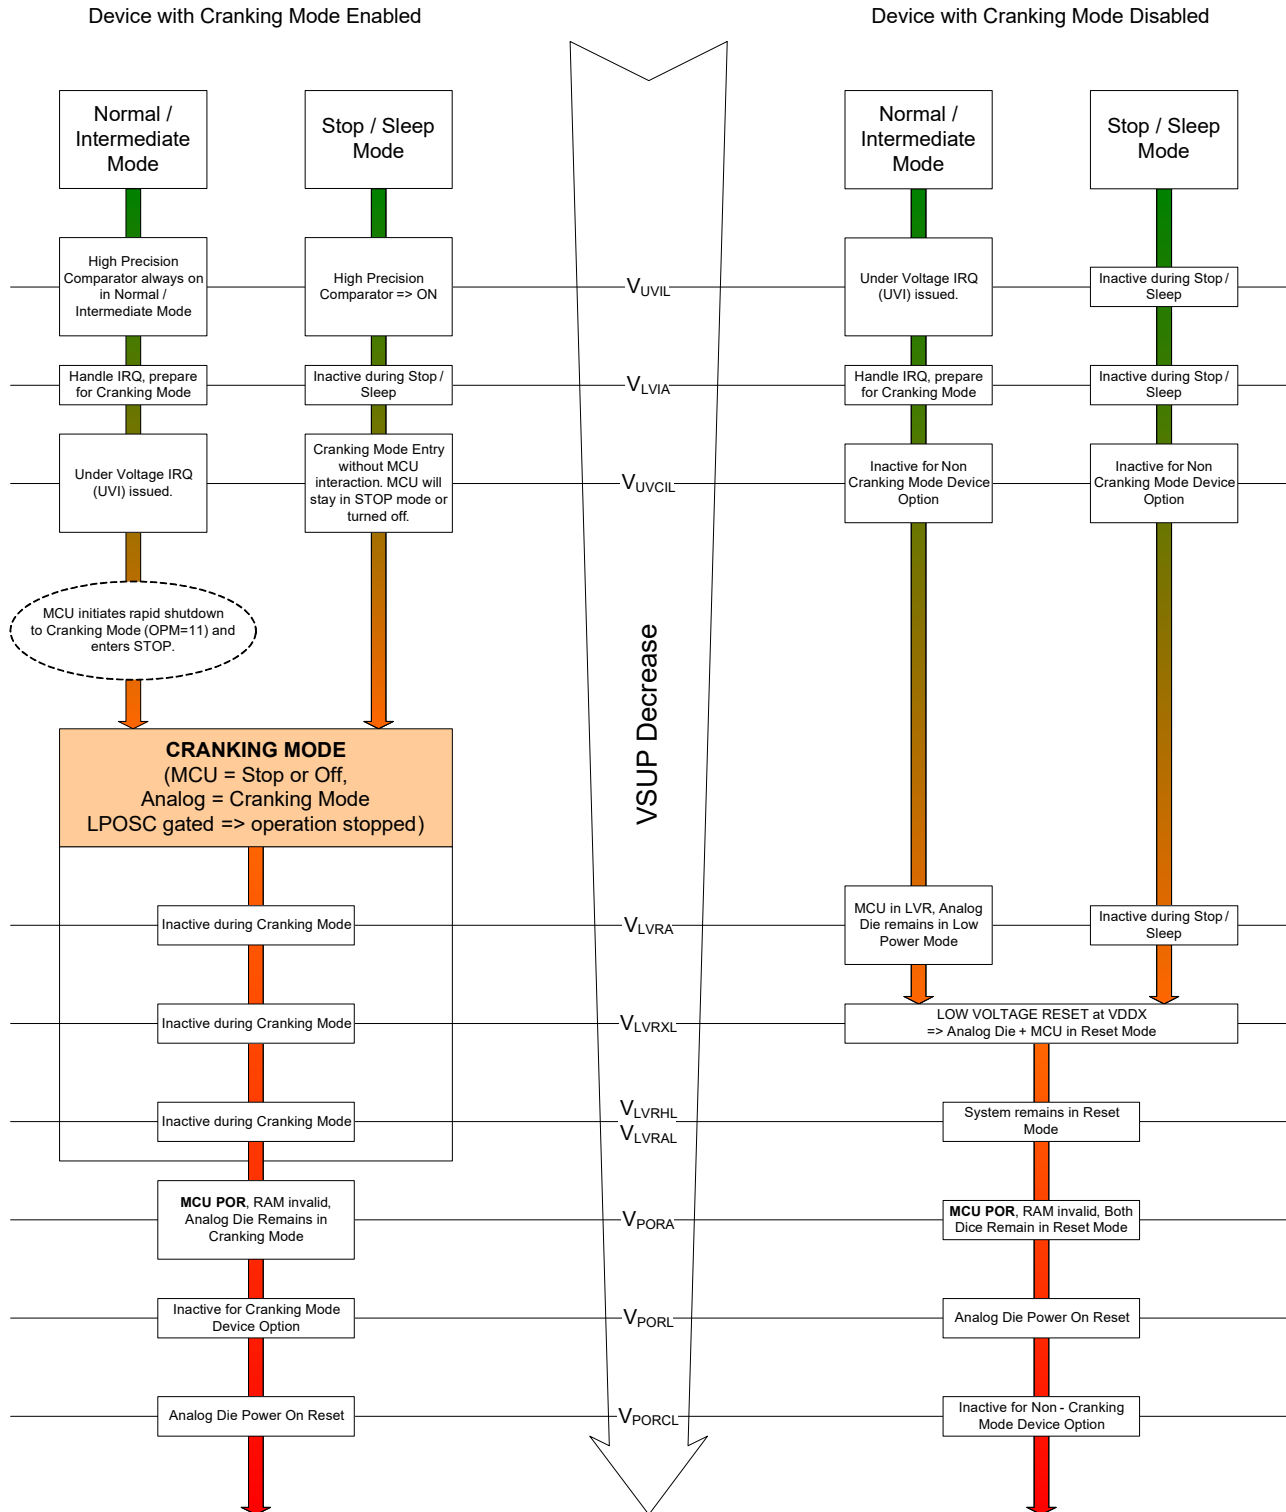 Device with Cranking Mode Enabled
Device with Cranking Mode Disabled
Normal /
Intermediate
Mode
Stop / Sleep
Mode
Normal /
Intermediate
Mode
Stop / Sleep
Mode
High Precision
Comparator always on
in Normal /
Intermediate Mode
High Precision
Comparator => ON
VUVIL
Under Voltage IRQ
(UVI) issued.
Inactive during Stop /
Sleep
Handle IRQ, prepare
for Cranking Mode
Inactive during Stop /
Sleep
VLVIA
Handle IRQ, prepare
for Cranking Mode
Inactive during Stop /
Sleep
Under Voltage IRQ
(UVI) issued.
Cranking Mode Entry
without MCU
interaction. MCU will
stay in STOP mode or
turned off.
VUVCIL
Inactive for Non
Cranking Mode Device
Option
Inactive for Non
Cranking Mode Device
Option
MCU initiates rapid shutdown
to Cranking Mode (OPM=11) and
enters STOP.
VSUP Decrease
CRANKING MODE
(MCU = Stop or Off,
Analog = Cranking Mode
LPOSC gated => operation stopped)
Inactive during Cranking Mode
VLVRA
MCU in LVR, Analog
Die remains in Low
Power Mode
Inactive during Stop /
Sleep
Inactive during Cranking Mode
VLVRXL
LOW VOLTAGE RESET at VDDX
=> Analog Die + MCU in Reset Mode
Inactive during Cranking Mode
VLVRHL
VLVRAL
System remains in Reset
Mode
MCU POR, RAM invalid,
Analog Die Remains in
Cranking Mode
VPORA
MCU POR, RAM invalid, Both
Dice Remain in Reset Mode
Inactive for Cranking Mode
Device Option
VPORL
Analog Die Power On Reset
Analog Die Power On Reset
VPORCL
Inactive for Non - Cranking
Mode Device Option